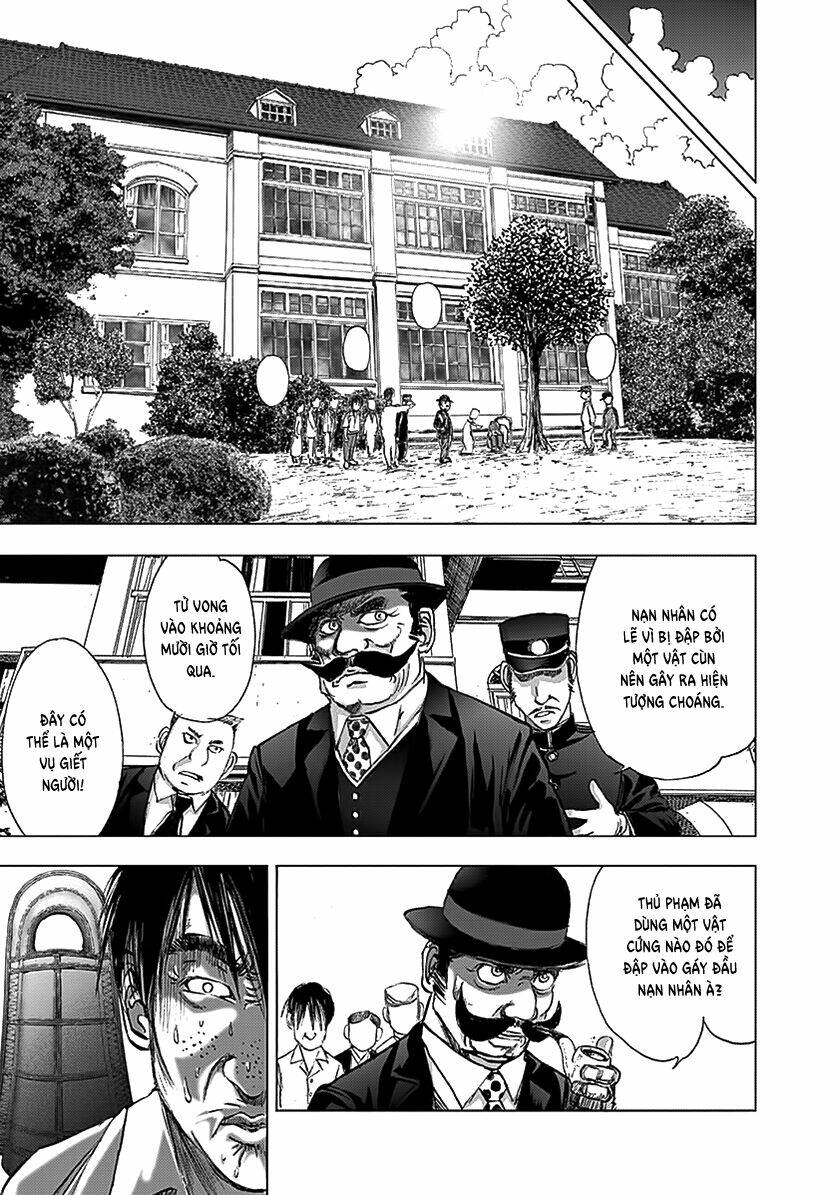 NẠN NHÂN CÓ
LẼ VÌ BỊ ĐẬP BỞI
MỘT VẬT CÙN
NÊN GÂY RA HIỆN
TƯỢNG CHOÁNG.
TỬ VONG
VÀO KHOẢNG
MƯỜI GIỜ TỐI
QUA.
ĐÂY CÓ
THỂ LÀ MỘT
VỤ GIẾT
NGƯỜI!
THỦ PHẠM ĐÃ
DÙNG MỘT VẬT
CỨNG NÀO ĐÓ ĐỂ
ĐẬP VÀO GÁY ĐẦU
NẠN NHÂN À?